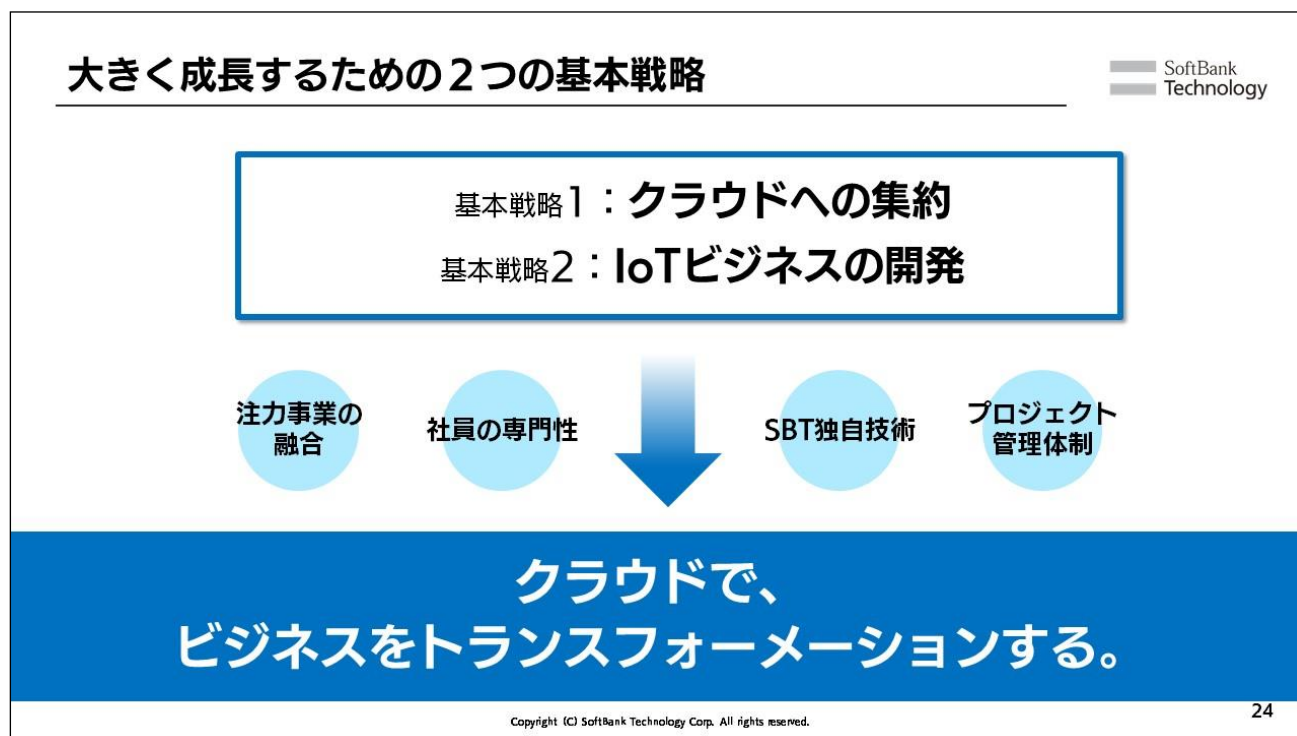 大きく成長するための２つの基本戦略
SoftBank
Technology
基本戦略1：クラウドへの集約
基本戦略2：IoTビジネスの開発
注力事業の
融合
社員の専門性
SBT独自技術
プロジェクト
管理体制
クラウドで、
ビジネスをトランスフォーメーションする。
Copyright (C) SoftBank Technology Corp. All rights reserved.
24